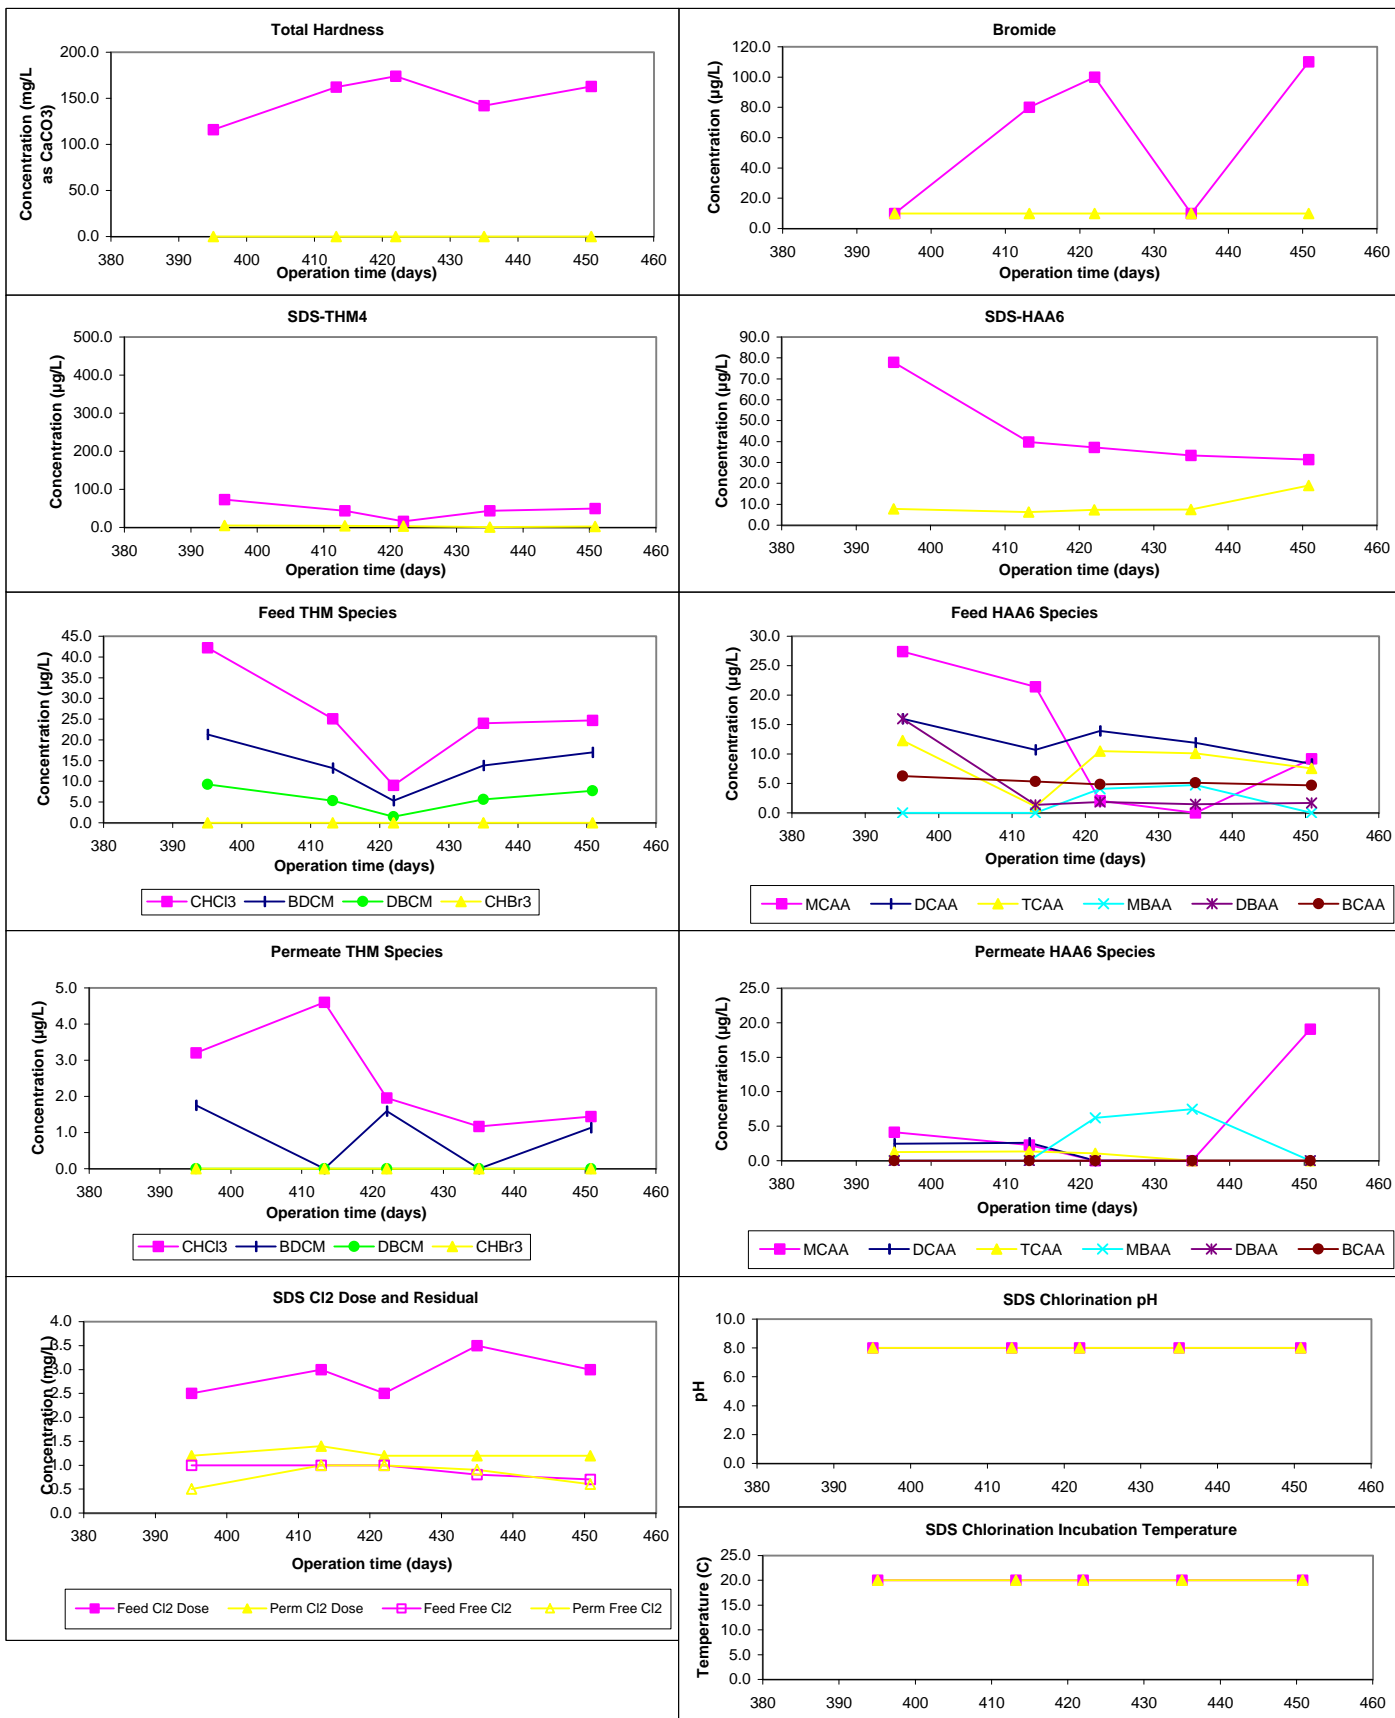 Total Hardness
Concentration (mg/L
as CaCO3)
200.0
150.0
100.0
50.0
0.0
380 390 400 410 420 430 440 450 460
Operation time (days)
Bromide
Concentration (µg/L)
120.0
100.0
80.0
60.0
40.0
20.0
0.0
380 390 400 410 420 430 440 450 460
Operation time (days)
SDS-THM4
Concentration (µg/L)
500.0
400.0
300.0
200.0
100.0
0.0
380 390 400 410 420 430 440 450 460
Operation time (days)
SDS-HAA6
Concentration (µg/L)
90.0
80.0
70.0
60.0
50.0
40.0
30.0
20.0
10.0
0.0
380 390 400 410 420 430 440 450 460
Operation time (days)
Feed THM Species
Concentration (µg/L)
45.0
40.0
35.0
30.0
25.0
20.0
15.0
10.0
5.0
0.0
380 390 400 410 420 430 440 450 460
Operation time (days)
CHCl3 BDCM DBCM CHBr3
Feed HAA6 Species
Concentration (µg/L)
30.0
25.0
20.0
15.0
10.0
5.0
0.0
380 390 400 410 420 430 440 450 460
Operation time (days)
MCAA DCAA TCAA MBAA DBAA BCAA
Permeate THM Species
Concentration (µg/L)
5.0
4.0
3.0
2.0
1.0
0.0
380 390 400 410 420 430 440 450 460
Operation time (days)
CHCl3 BDCM DBCM CHBr3
Permeate HAA6 Species
Concentration (µg/L)
25.0
20.0
15.0
10.0
5.0
0.0
380 390 400 410 420 430 440 450 460
Operation time (days)
MCAA DCAA TCAA MBAA DBAA BCAA
SDS Cl2 Dose and Residual
Concentration (mg/L)
4.0
3.5
3.0
2.5
2.0
1.5
1.0
0.5
0.0
380 390 400 410 420 430 440 450 460
Operation time (days)
Feed Cl2 Dose Perm Cl2 Dose Feed Free Cl2 Perm Free Cl2
SDS Chlorination pH
pH
10.0
8.0
6.0
4.0
2.0
0.0
380 390 400 410 420 430 440 450 460
SDS Chlorination Incubation Temperature
Temperature (C)
25.0
20.0
15.0
10.0
5.0
0.0
380 390 400 410 420 430 440 450 460